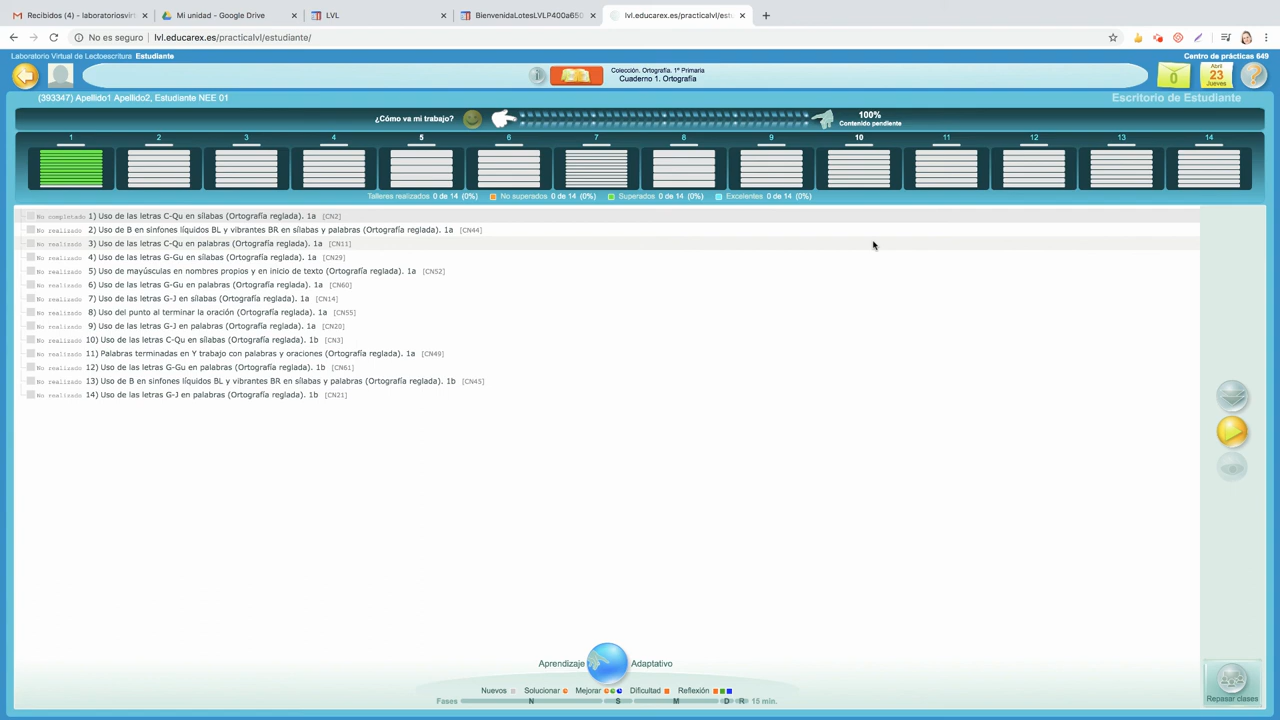 Recibidos (4) - laboratoriosvirt
Mi unidad - Google Drive
LVL
BienvenidaLotesLVLP400a650
lvl.educarex.es/practicalvl/estu
No es seguro
lvl.educarex.es/practicalvl/estudiante/
Laboratorio Virtual de Lectoescritura Estudiante
Centro de prácticas 649
Colección. Ortografía. 1º Primaria
Cuaderno 1. Ortografía
0
Abril
23
Jueves
(393347) Apellido1 Apellido2, Estudiante NEE 01
Escritorio de Estudiante
¿Cómo va mi trabajo?
100%
Contenido pendiente
1 2 3 4 5 6 7 8 9 10 11 12 13 14
Talleres realizados 0 de 14 (0%) No superados 0 de 14 (0%) Superados 0 de 14 (0%) Excelentes 0 de 14 (0%)
No completado 1) Uso de las letras C-Qu en sílabas (Ortografía reglada). 1a [CN2]
No realizado 2) Uso de B en sinfones líquidos BL y vibrantes BR en sílabas y palabras (Ortografía reglada). 1a [CN44]
No realizado 3) Uso de las letras C-Qu en palabras (Ortografía reglada). 1a [CN11]
No realizado 4) Uso de las letras G-Gu en sílabas (Ortografía reglada). 1a [CN29]
No realizado 5) Uso de mayúsculas en nombres propios y en inicio de texto (Ortografía reglada). 1a [CN52]
No realizado 6) Uso de las letras G-Gu en palabras (Ortografía reglada). 1a [CN60]
No realizado 7) Uso de las letras G-J en sílabas (Ortografía reglada). 1a [CN14]
No realizado 8) Uso del punto al terminar la oración (Ortografía reglada). 1a [CN55]
No realizado 9) Uso de las letras G-J en palabras (Ortografía reglada). 1a [CN20]
No realizado 10) Uso de las letras C-Qu en sílabas (Ortografía reglada). 1b [CN3]
No realizado 11) Palabras terminadas en Y trabajo con palabras y oraciones (Ortografía reglada). 1a [CN49]
No realizado 12) Uso de las letras G-Gu en palabras (Ortografía reglada). 1b [CN61]
No realizado 13) Uso de B en sinfones líquidos BL y vibrantes BR en sílabas y palabras (Ortografía reglada). 1b [CN45]
No realizado 14) Uso de las letras G-J en palabras (Ortografía reglada). 1b [CN21]
Aprendizaje Adaptativo
Nuevos Solucionar Mejorar Dificultad Reflexión
Fases N S M D R 15 min.
Repasar clases